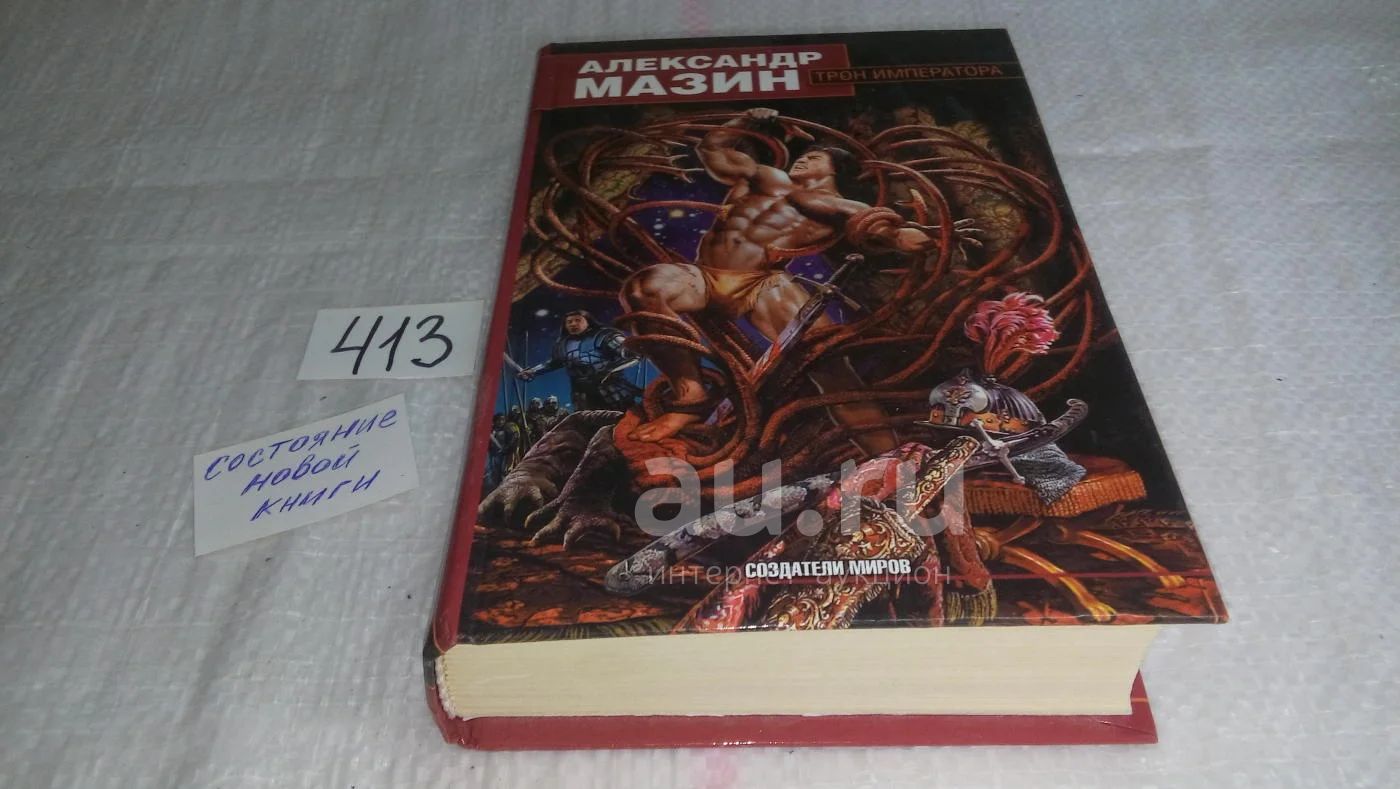 АЛЕКСАНДР
МАЗИН
ТРОН ИМПЕРАТОРА
413
СОСТОЯНИЕ
НОВОЙ
КНИГИ
au.ru
интернет-аукцион
СОЗДАТЕЛИ МИРОВ